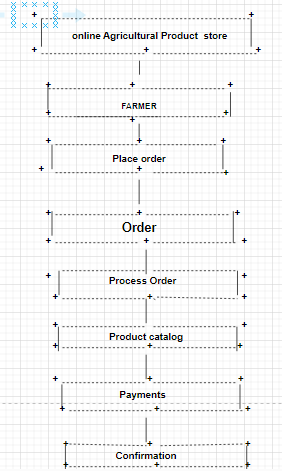 online Agricultural Product store
FARMER
Place order
Order
Process Order
Product catalog
Payments
Confirmation